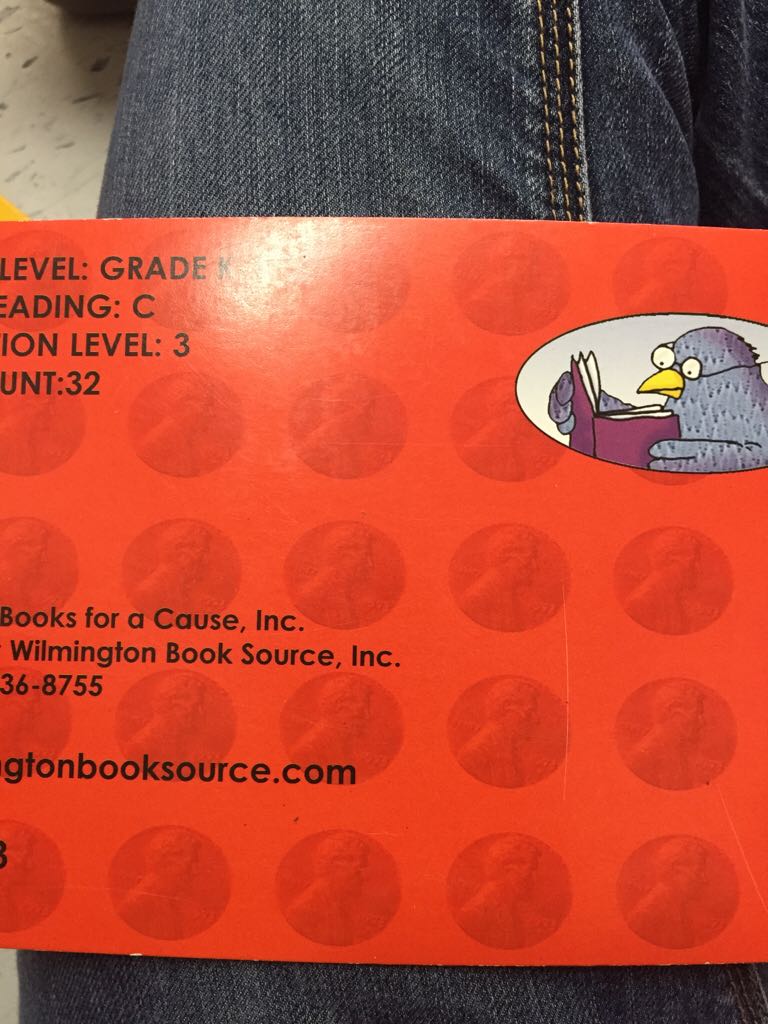 LEVEL: GRADE K
EADING: C
ION LEVEL: 3
UNT:32
Books for a Cause, Inc.
Wilmington Book Source, Inc.
36-8755
gtonbooksource.com
3